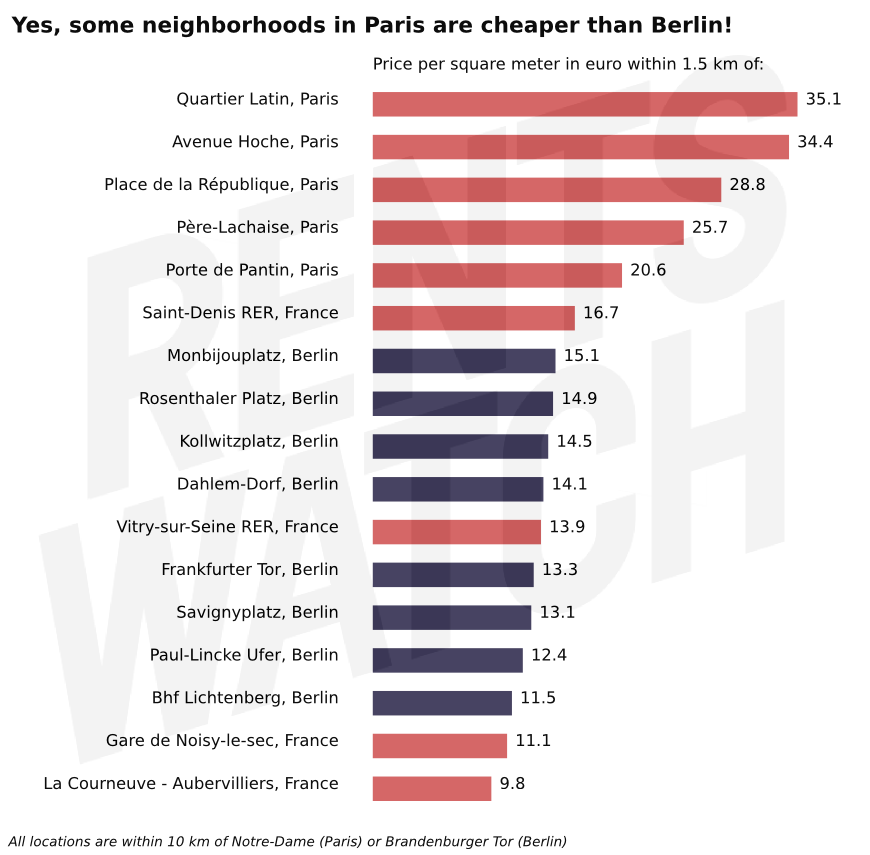 Yes, some neighborhoods in Paris are cheaper than Berlin!
Price per square meter in euro within 1.5 km of:
Quartier Latin, Paris 35.1
Avenue Hoche, Paris 34.4
Place de la République, Paris 28.8
Père-Lachaise, Paris 25.7
Porte de Pantin, Paris 20.6
Saint-Denis RER, France 16.7
Monbijouplatz, Berlin 15.1
Rosenthaler Platz, Berlin 14.9
Kollwitzplatz, Berlin 14.5
Dahlem-Dorf, Berlin 14.1
Vitry-sur-Seine RER, France 13.9
Frankfurter Tor, Berlin 13.3
Savignyplatz, Berlin 13.1
Paul-Lincke Ufer, Berlin 12.4
Bhf Lichtenberg, Berlin 11.5
Gare de Noisy-le-sec, France 11.1
La Courneuve - Aubervilliers, France 9.8
All locations are within 10 km of Notre-Dame (Paris) or Brandenburger Tor (Berlin)
RENTS
WATCH